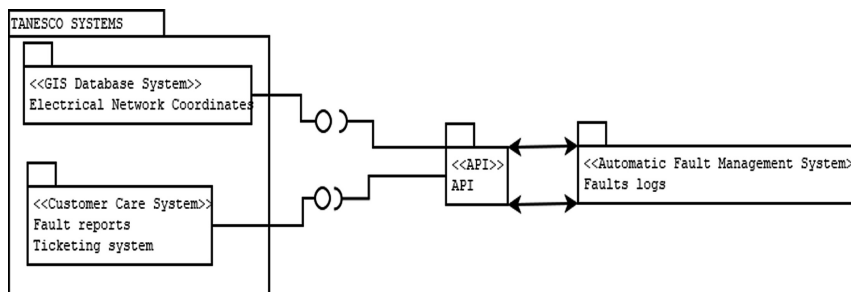 TANESCO SYSTEMS
<<GIS Database System>>
Electrical Network Coordinates
<<Customer Care System>>
Fault reports
Ticketing system
<<API>>
API
<<Automatic Fault Management System>
Faults logs